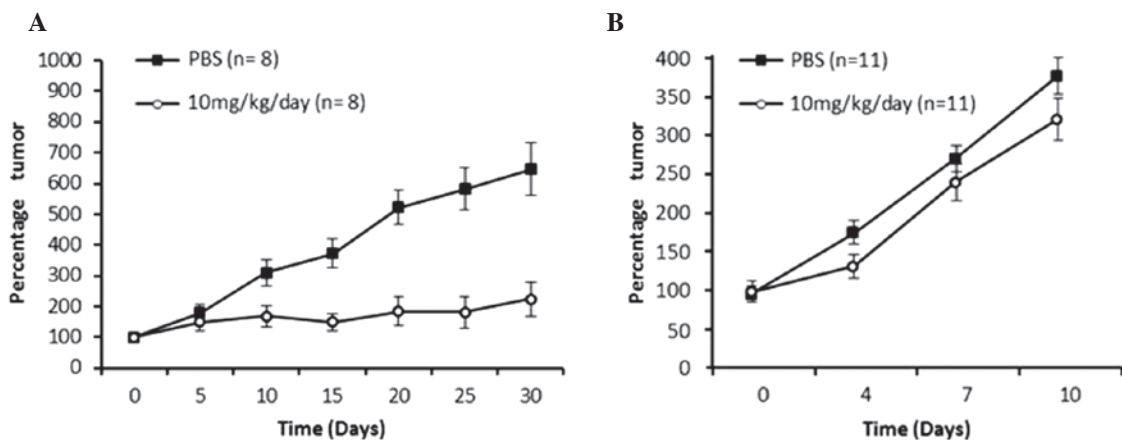 A
PBS (n= 8)
10mg/kg/day (n= 8)
1000
900
800
700
600
500
400
300
200
100
0
Percentage tumor
0 5 10 15 20 25 30
Time (Days)
B
PBS (n=11)
10mg/kg/day (n=11)
400
350
300
250
200
150
100
50
0
Percentage tumor
0 4 7 10
Time (Days)